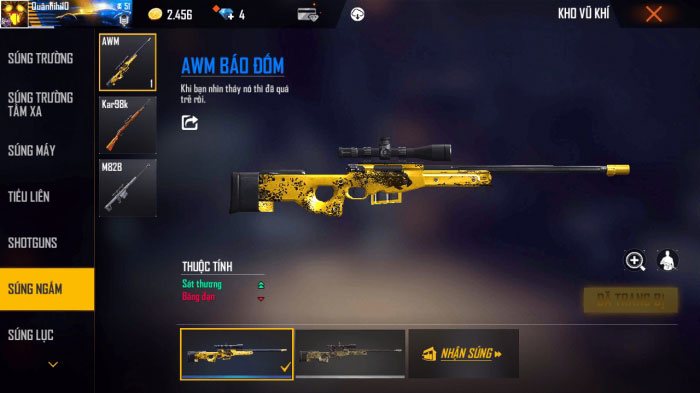 QuânNihilO 51
2.456
4
KHO VŨ KHÍ
SÚNG TRƯỜNG
SÚNG TRƯỜNG
TẦM XA
SÚNG MÁY
TIỂU LIÊN
SHOTGUNS
SÚNG NGẮM
SÚNG LỤC
AWM
1
Kar98k
M82B
AWM BÁO ĐỐM
Khi bạn nhìn thấy nó thì đã quá
trễ rồi.
THUỘC TÍNH
Sát thương
Băng đạn
ĐÃ TRANG BỊ
NHẬN SÚNG